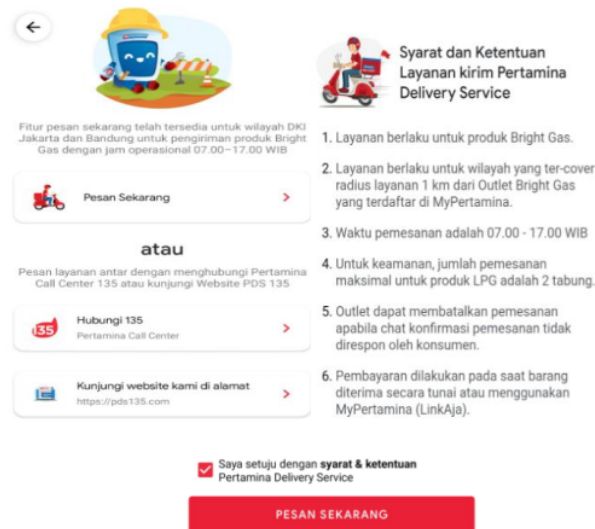 Fitur pesan sekarang telah tersedia untuk wilayah DKI
Jakarta dan Bandung untuk pengiriman produk Bright
Gas dengan jam operasional 07.00–17.00 WIB
Pesan Sekarang
atau
Pesan layanan antar dengan menghubungi Pertamina
Call Center 135 atau kunjungi Website PDS 135
135
Hubungi 135
Pertamina Call Center
Kunjungi website kami di alamat
https://pds135.com
Syarat dan Ketentuan
Layanan kirim Pertamina
Delivery Service
1. Layanan berlaku untuk produk Bright Gas.
2. Layanan berlaku untuk wilayah yang ter-cover
radius layanan 1 km dari Outlet Bright Gas
yang terdaftar di MyPertamina.
3. Waktu pemesanan adalah 07.00 - 17.00 WIB
4. Untuk keamanan, jumlah pemesanan
maksimal untuk produk LPG adalah 2 tabung.
5. Outlet dapat membatalkan pemesanan
apabila chat konfirmasi pemesanan tidak
direspon oleh konsumen.
6. Pembayaran dilakukan pada saat barang
diterima secara tunai atau menggunakan
MyPertamina (LinkAja).
Saya setuju dengan syarat & ketentuan
Pertamina Delivery Service
PESAN SEKARANG